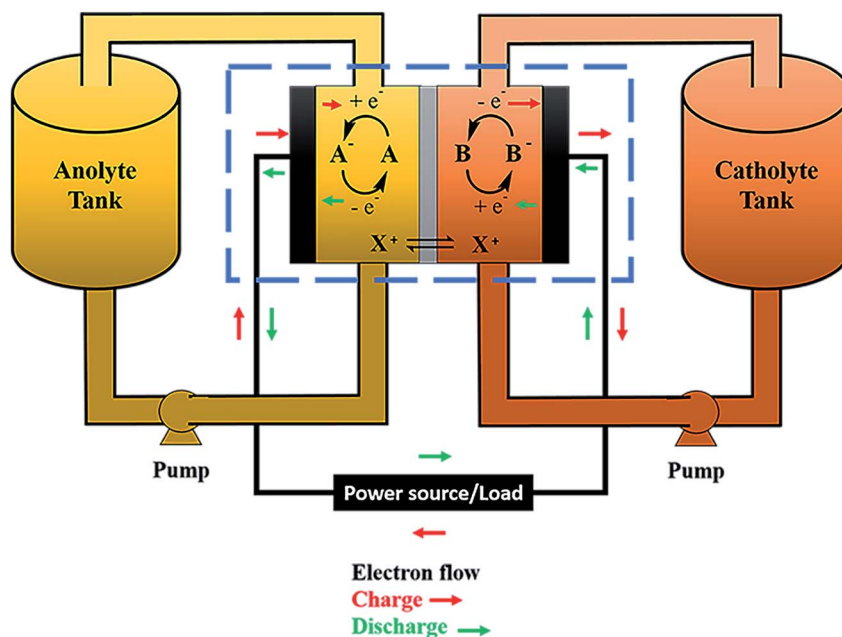 Anolyte
Tank
+ e⁻
A⁻ A
- e⁻
X⁺
- e⁻
B B⁻
+ e⁻
X⁺
Catholyte
Tank
Pump
Pump
Power source/Load
Electron flow
Charge
Discharge